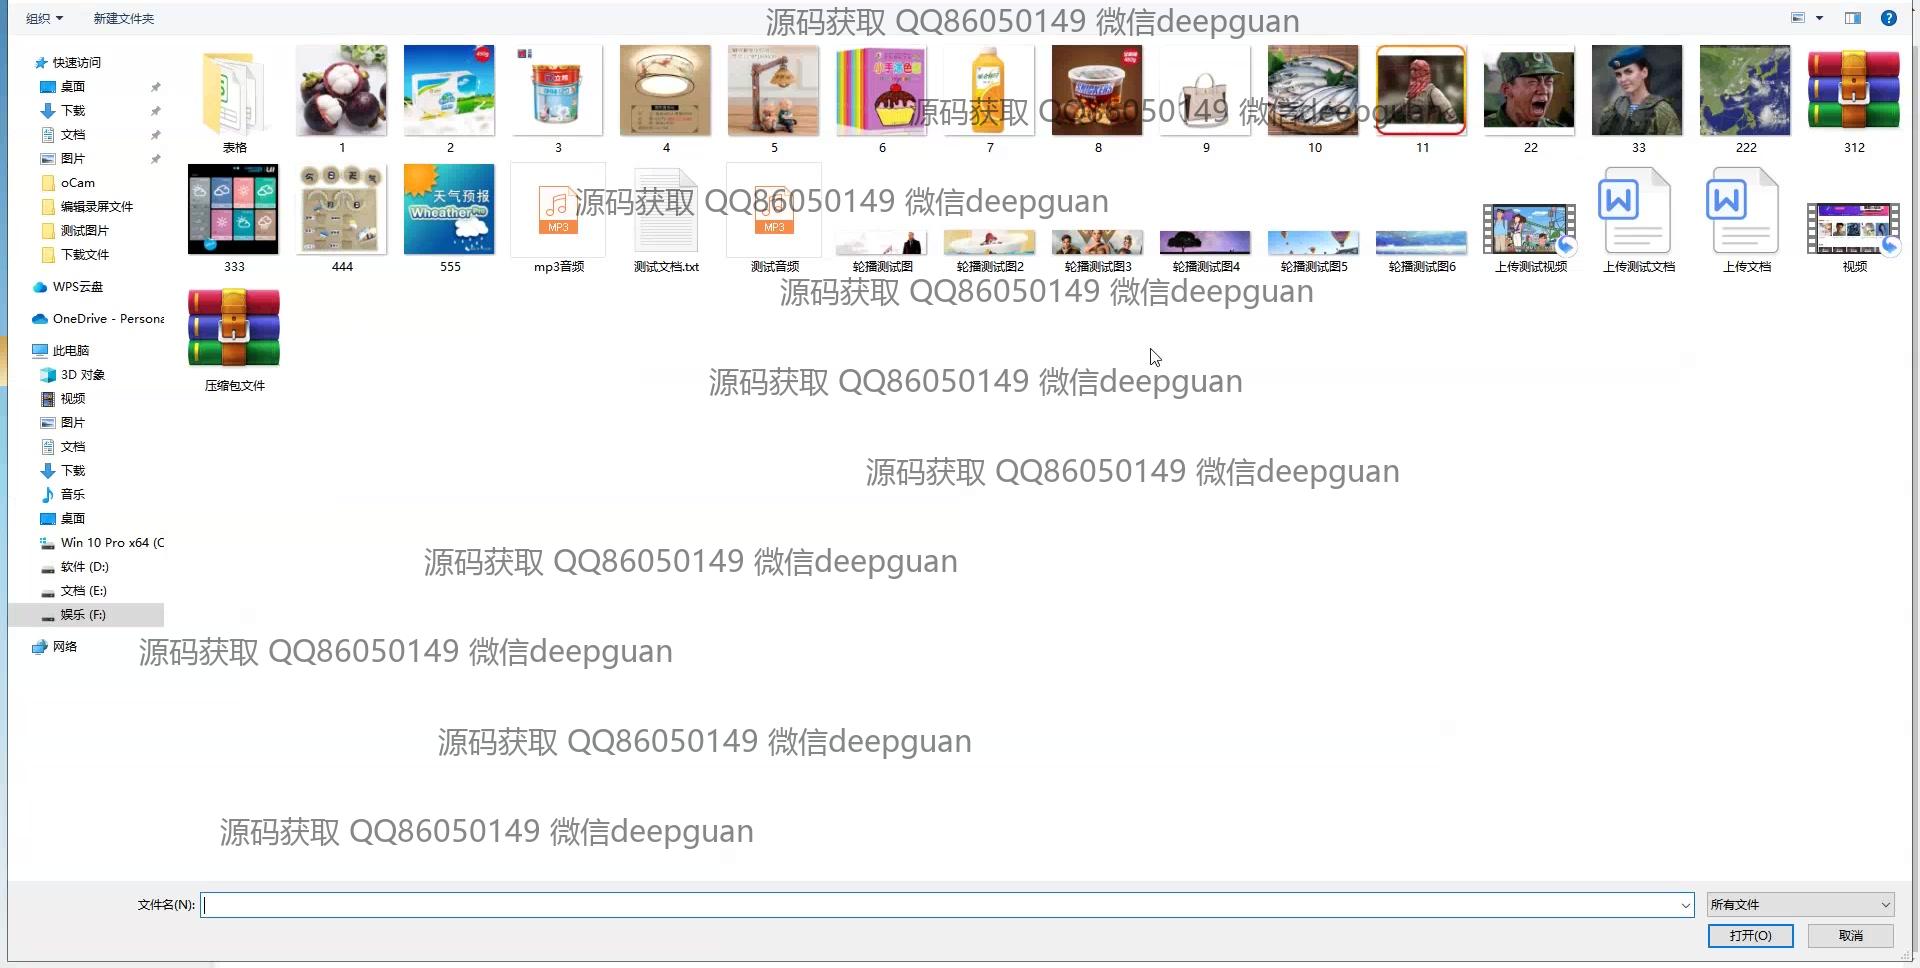 组织 新建文件夹
源码获取 QQ86050149 微信deepguan
快速访问
桌面
下载
文档
图片
oCam
编辑录屏文件
测试图片
下载文件
WPS云盘
OneDrive - Persona
此电脑
3D 对象
视频
图片
文档
下载
音乐
桌面
Win 10 Pro x64 (C
软件 (D:)
文档 (E:)
娱乐 (F:)
网络
源码获取 QQ86050149 微信deepguan
表格 1 2 3 4 5 6 7 8 9 10 11 22 33 222 312
天气预报
Wheather
MP3
MP3
源码获取 QQ86050149 微信deepguan
333 444 555 mp3音频 测试文档.txt 测试音频 轮播测试图 轮播测试图2 轮播测试图3 轮播测试图4 轮播测试图5 轮播测试图6 上传测试视频 上传测试文档 上传文档 视频
源码获取 QQ86050149 微信deepguan
压缩包文件
源码获取 QQ86050149 微信deepguan
源码获取 QQ86050149 微信deepguan
源码获取 QQ86050149 微信deepguan
源码获取 QQ86050149 微信deepguan
源码获取 QQ86050149 微信deepguan
源码获取 QQ86050149 微信deepguan
文件名(N): 所有文件
打开(O) 取消